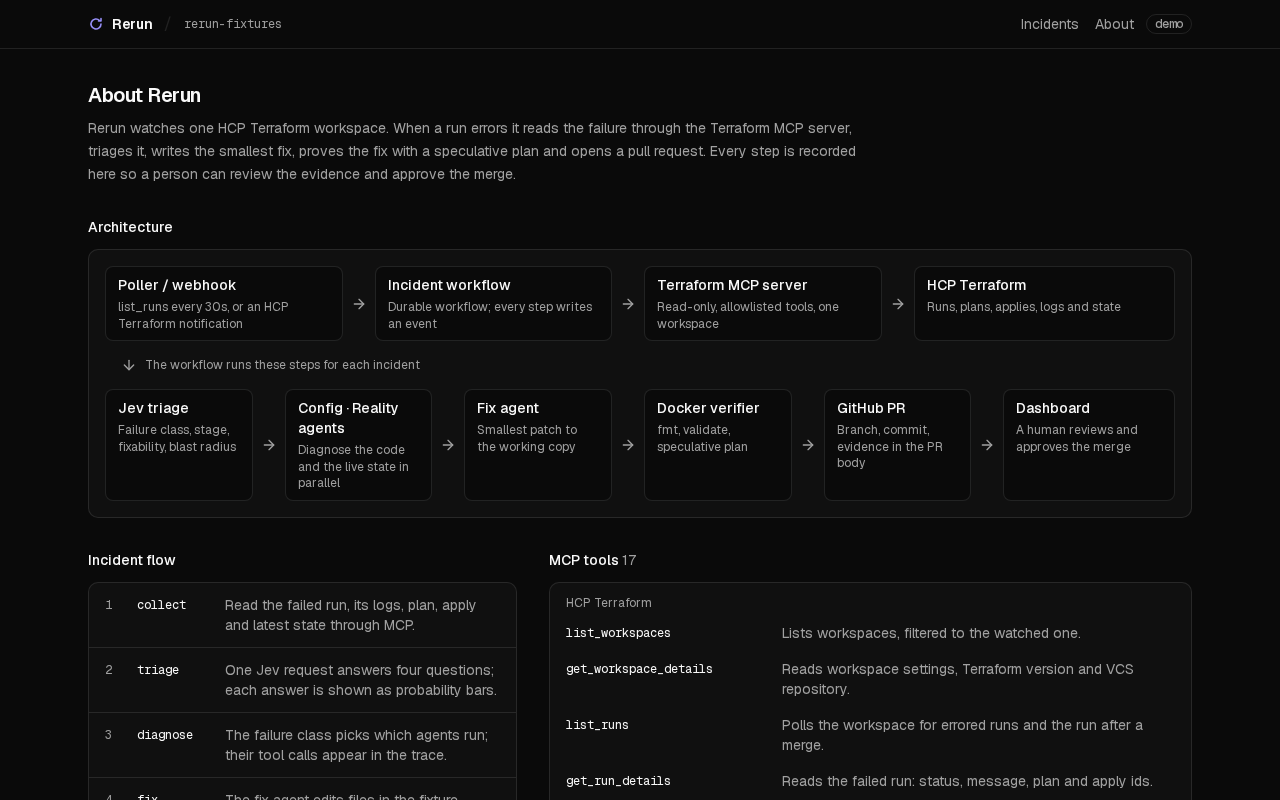 Rerun / rerun-fixtures
Incidents About demo
About Rerun
Rerun watches one HCP Terraform workspace. When a run errors it reads the failure through the Terraform MCP server,
triages it, writes the smallest fix, proves the fix with a speculative plan and opens a pull request. Every step is recorded
here so a person can review the evidence and approve the merge.
Architecture
Poller / webhook
list_runs every 30s, or an HCP
Terraform notification
Incident workflow
Durable workflow; every step writes
an event
Terraform MCP server
Read-only, allowlisted tools, one
workspace
HCP Terraform
Runs, plans, applies, logs and state
The workflow runs these steps for each incident
Jev triage
Failure class, stage,
fixability, blast radius
Config · Reality
agents
Diagnose the code
and the live state in
parallel
Fix agent
Smallest patch to
the working copy
Docker verifier
fmt, validate,
speculative plan
GitHub PR
Branch, commit,
evidence in the PR
body
Dashboard
A human reviews and
approves the merge
Incident flow
1 collect Read the failed run, its logs, plan, apply
and latest state through MCP.
2 triage One Jev request answers four questions;
each answer is shown as probability bars.
3 diagnose The failure class picks which agents run;
their tool calls appear in the trace.
4 fix The fix agent edits files in the fixture
MCP tools 17
HCP Terraform
list_workspaces Lists workspaces, filtered to the watched one.
get_workspace_details Reads workspace settings, Terraform version and VCS
repository.
list_runs Polls the workspace for errored runs and the run after a
merge.
get_run_details Reads the failed run: status, message, plan and apply ids.